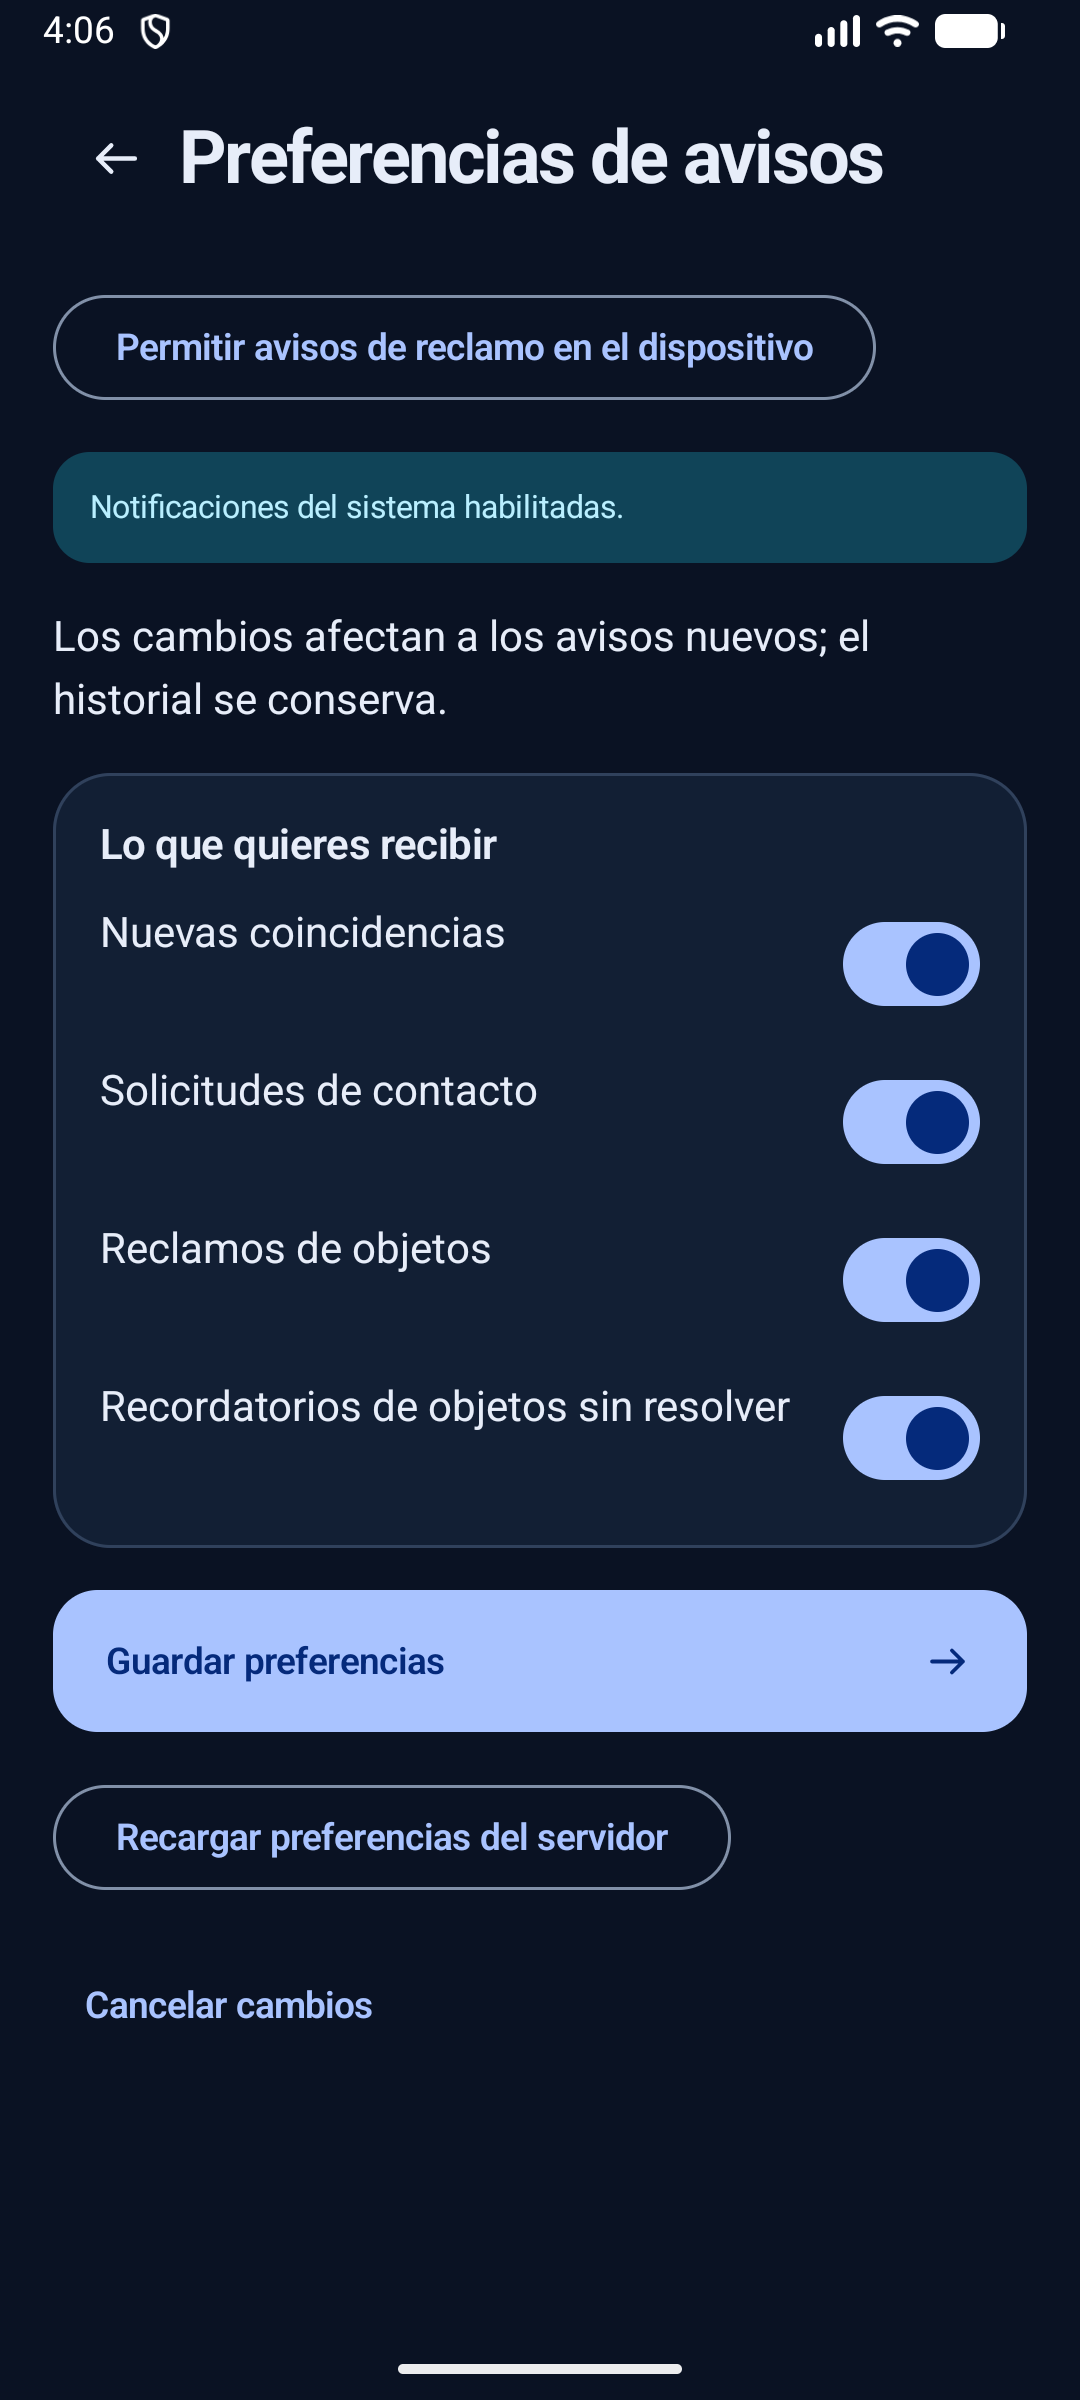 4:06
Preferencias de avisos
Permitir avisos de reclamo en el dispositivo
Notificaciones del sistema habilitadas.
Los cambios afectan a los avisos nuevos; el
historial se conserva.
Lo que quieres recibir
Nuevas coincidencias
Solicitudes de contacto
Reclamos de objetos
Recordatorios de objetos sin resolver
Guardar preferencias
Recargar preferencias del servidor
Cancelar cambios